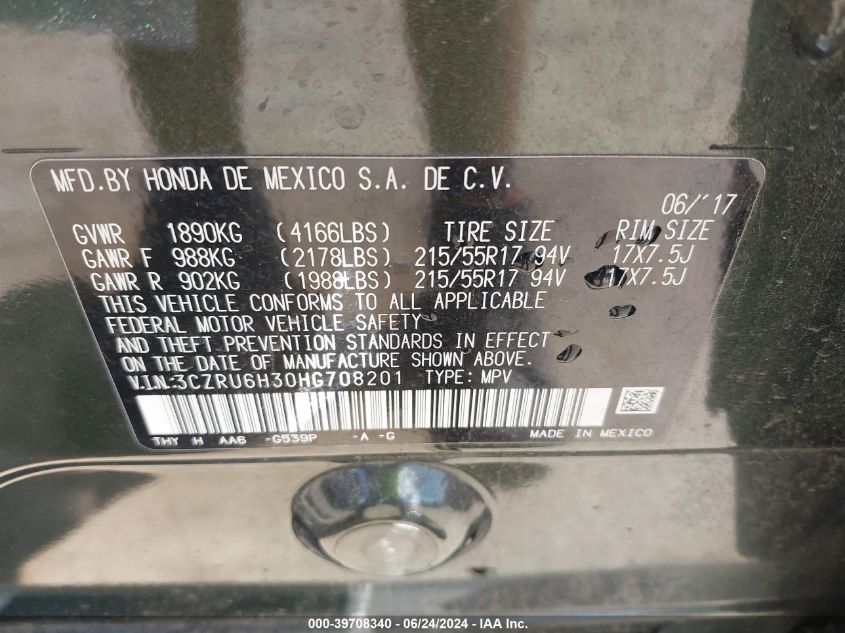 MFD.BY HONDA DE MEXICO S.A. DE C.V.
06/'17
GVWR 1890KG (4166LBS) TIRE SIZE RIM SIZE
GAWR F 988KG (2178LBS) 215/55R17 94V 17X7.5J
GAWR R 902KG (1988LBS) 215/55R17 94V 17X7.5J
THIS VEHICLE CONFORMS TO ALL APPLICABLE
FEDERAL MOTOR VEHICLE SAFETY
AND THEFT PREVENTION STANDARDS IN EFFECT
ON THE DATE OF MANUFACTURE SHOWN ABOVE.
V.I.N:3CZRU6H30HG708201 TYPE: MPV
THY H AA6 -G539P -A -G MADE IN MEXICO
000-39708340 - 06/24/2024 - IAA Inc.